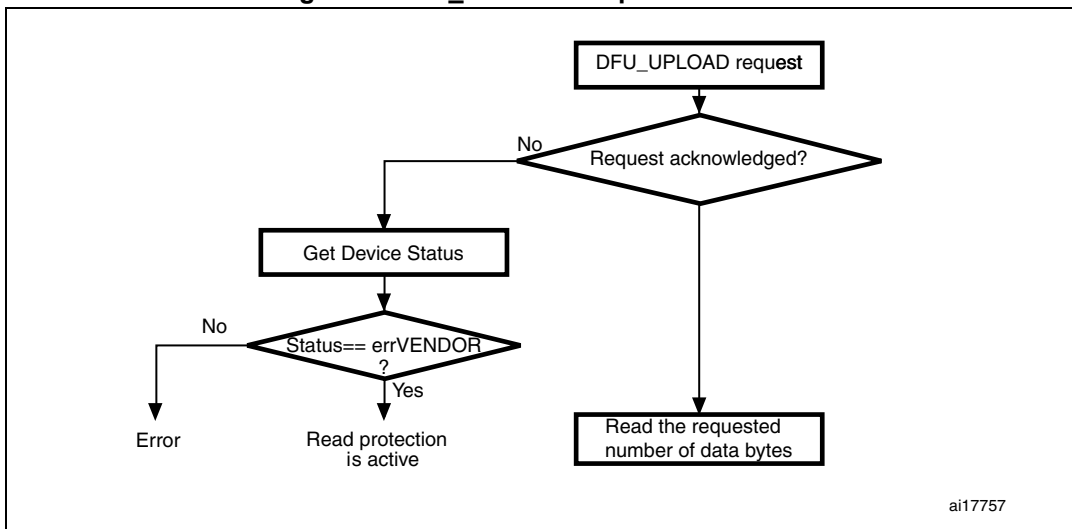 DFU_UPLOAD request
No
Request acknowledged?
Get Device Status
No
Status== errVENDOR
?
Yes
Error
Read protection
is active
Read the requested
number of data bytes
ai17757